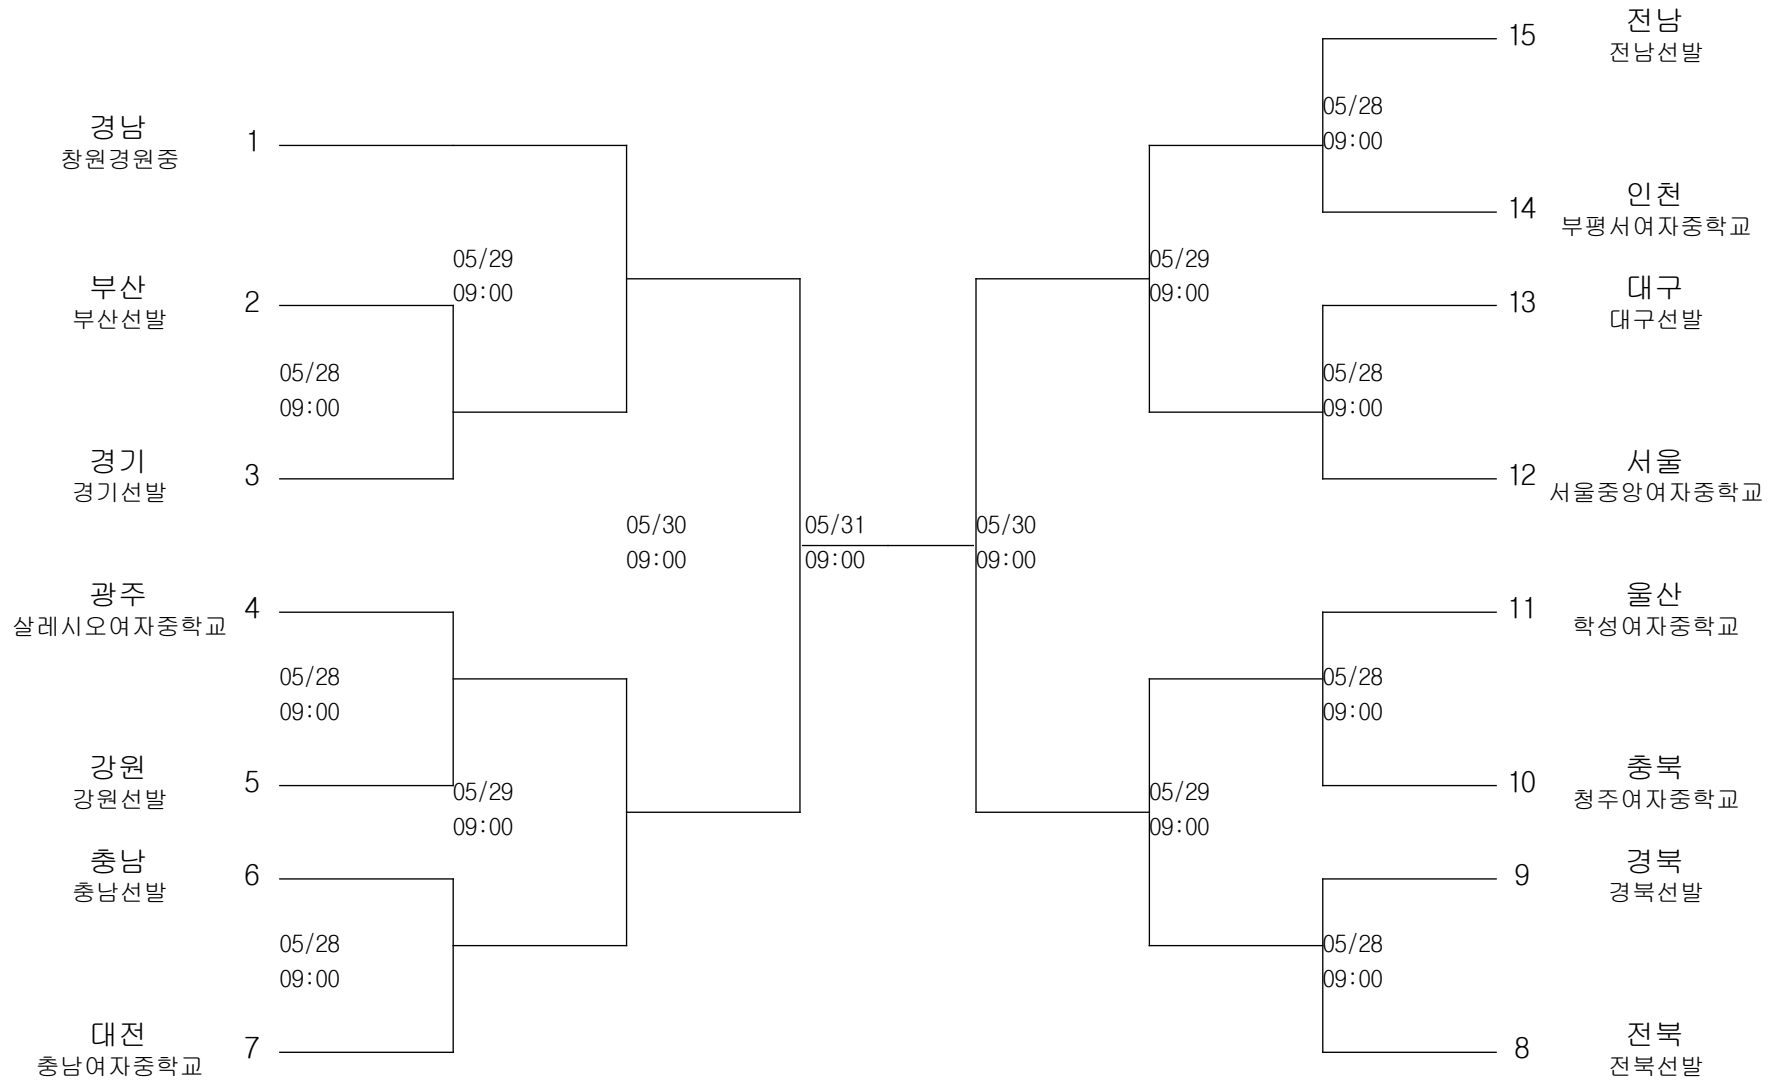 경남
창원경원중
1
부산
부산선발
2
경기
경기선발
3
광주
살레시오여자중학교
4
강원
강원선발
5
충남
충남선발
6
대전
충남여자중학교
7
05/28
09:00
05/28
09:00
05/28
09:00
05/29
09:00
05/29
09:00
05/30
09:00
05/31
09:00
05/30
09:00
05/29
09:00
05/29
09:00
05/28
09:00
05/28
09:00
05/28
09:00
05/28
09:00
15
전남
전남선발
14
인천
부평서여자중학교
13
대구
대구선발
12
서울
서울중앙여자중학교
11
울산
학성여자중학교
10
충북
청주여자중학교
9
경북
경북선발
8
전북
전북선발